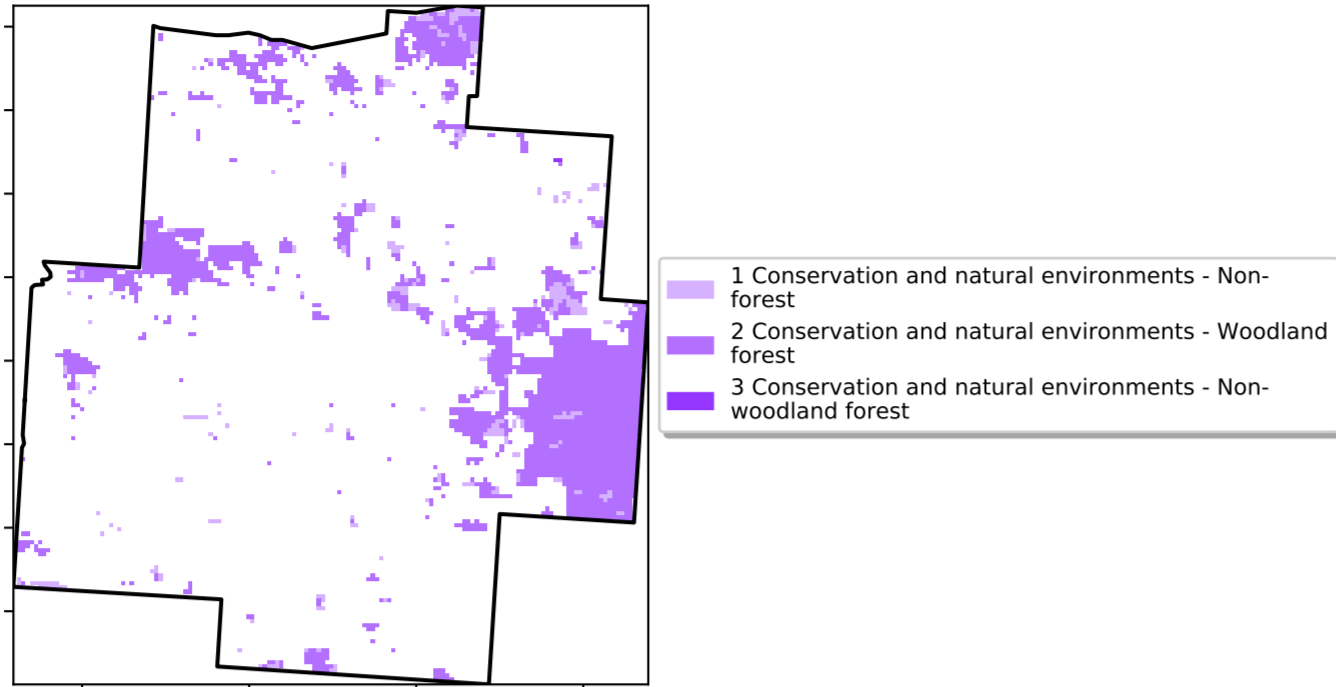 1 Conservation and natural environments - Non-
forest
2 Conservation and natural environments - Woodland
forest
3 Conservation and natural environments - Non-
woodland forest